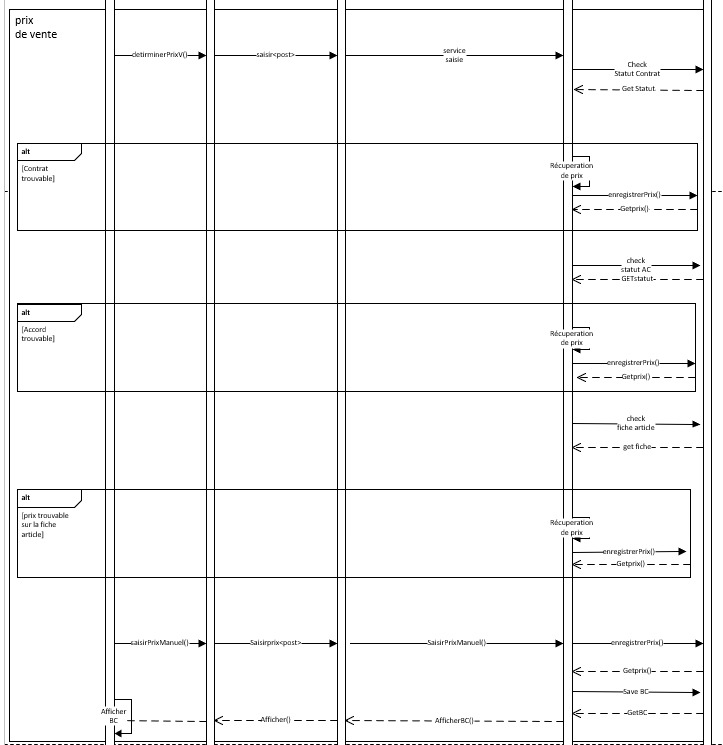 prix
de vente
detirminerPrixV()
saisir<post>
service
saisie
Check
Statut Contrat
Get Statut
alt
[Contrat
trouvable]
Récuperation
de prix
enregistrerPrix()
Getprix()
check
statut AC
GETstatut
alt
[Accord
trouvable]
Récuperation
de prix
enregistrerPrix()
Getprix()
check
fiche article
get fiche
alt
[prix trouvable
sur la fiche
article]
Récuperation
de prix
enregistrerPrix()
Getprix()
saisirPrixManuel()
Saisirprix<post>
SaisirPrixManuel()
enregistrerPrix()
Getprix()
Save BC
Afficher
BC
Afficher()
AfficherBC()
GetBC